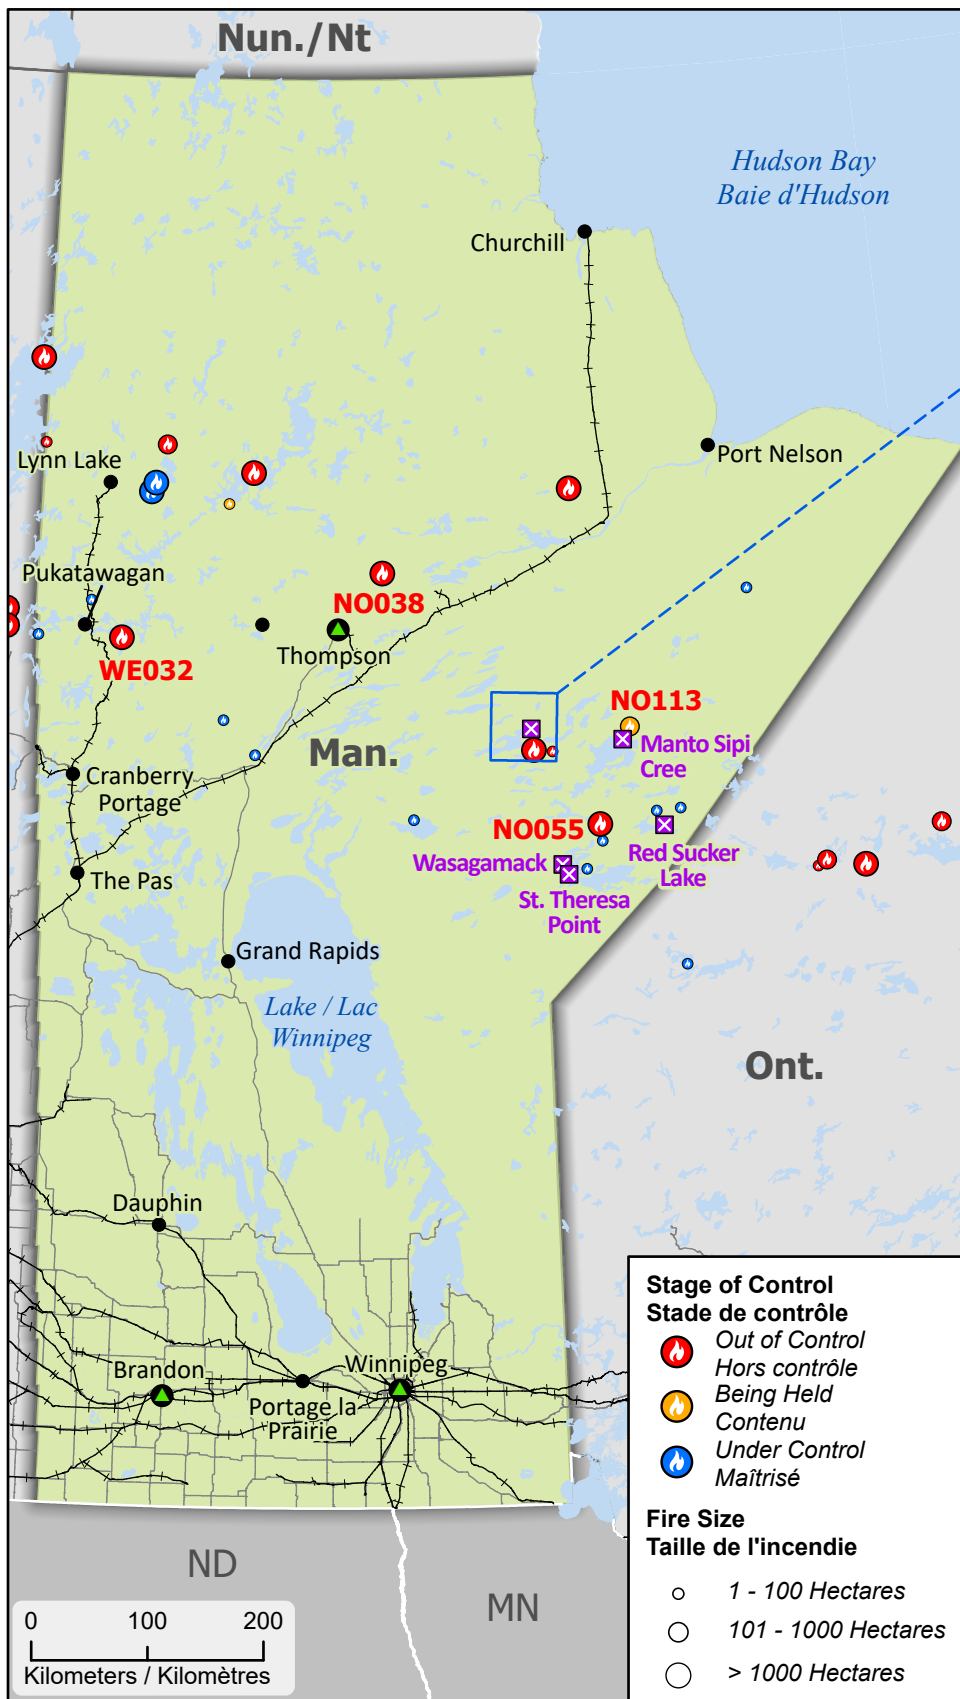 Nun./Nt
Hudson Bay
Baie d'Hudson
Churchill
Port Nelson
Lynn Lake
Pukatawagan
NO038
Thompson
WE032
NO113
Man.
Manto Sipi
Cree
Cranberry
Portage
NO055
Red Sucker
Lake
Wasagamack
The Pas
St. Theresa
Point
Grand Rapids
Lake / Lac
Winnipeg
Ont.
Dauphin
Brandon
Winnipeg
Portage la
Prairie
Stage of Control
Stade de contrôle
Out of Control
Hors contrôle
Being Held
Contenu
Under Control
Maîtrisé
Fire Size
Taille de l'incendie
1 - 100 Hectares
101 - 1000 Hectares
> 1000 Hectares
ND
MN
0 100 200
Kilometers / Kilomètres